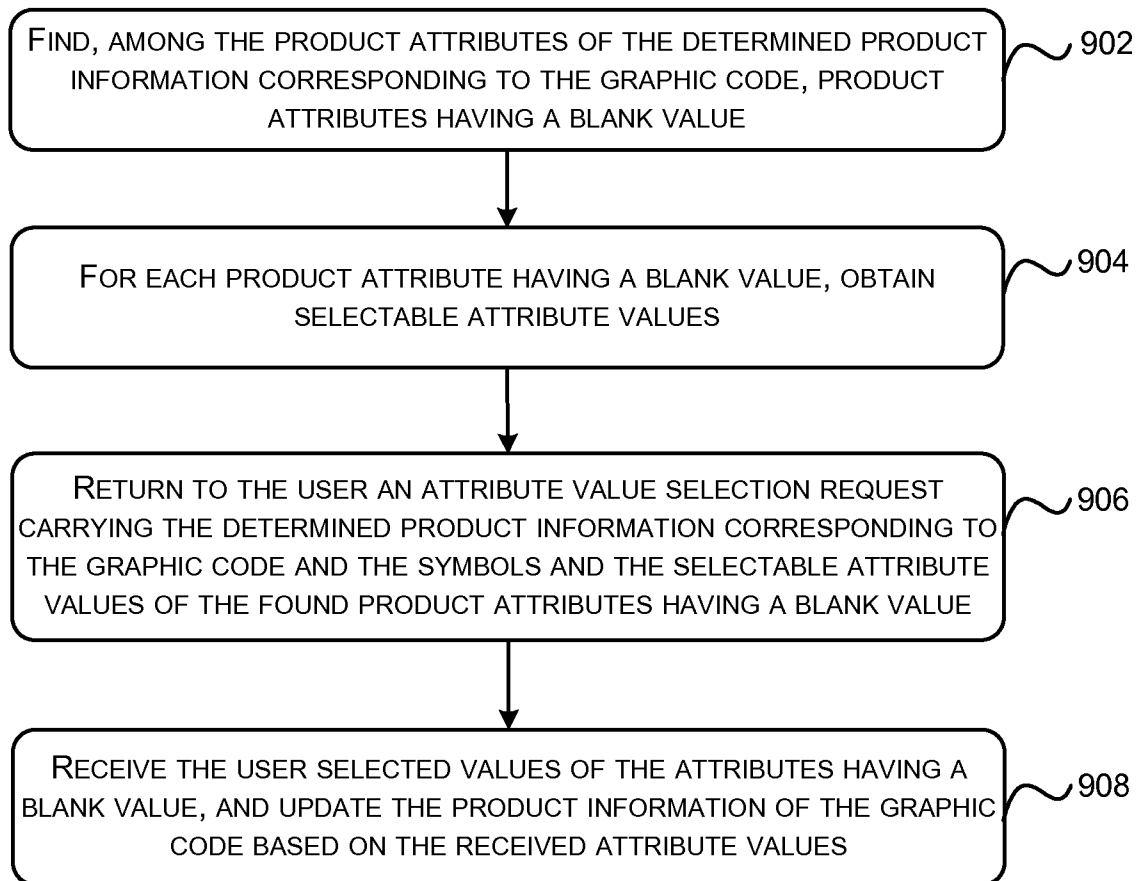 FIND, AMONG THE PRODUCT ATTRIBUTES OF THE DETERMINED PRODUCT
INFORMATION CORRESPONDING TO THE GRAPHIC CODE, PRODUCT
ATTRIBUTES HAVING A BLANK VALUE
902
FOR EACH PRODUCT ATTRIBUTE HAVING A BLANK VALUE, OBTAIN
SELECTABLE ATTRIBUTE VALUES
904
RETURN TO THE USER AN ATTRIBUTE VALUE SELECTION REQUEST
CARRYING THE DETERMINED PRODUCT INFORMATION CORRESPONDING TO
THE GRAPHIC CODE AND THE SYMBOLS AND THE SELECTABLE ATTRIBUTE
VALUES OF THE FOUND PRODUCT ATTRIBUTES HAVING A BLANK VALUE
906
RECEIVE THE USER SELECTED VALUES OF THE ATTRIBUTES HAVING A
BLANK VALUE, AND UPDATE THE PRODUCT INFORMATION OF THE GRAPHIC
CODE BASED ON THE RECEIVED ATTRIBUTE VALUES
908